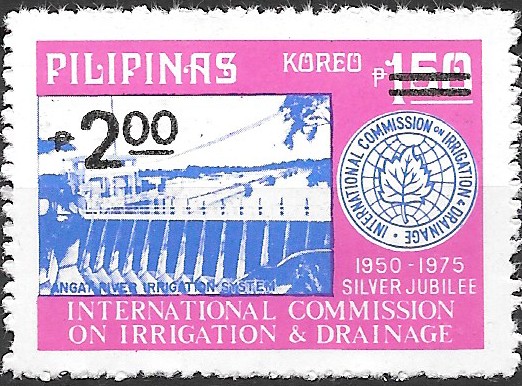 PILIPINAS
KOREO
₱1.50
₱2.00
INTERNATIONAL COMMISSION ON IRRIGATION & DRAINAGE
ANGAT RIVER IRRIGATION SYSTEM
1950-1975
SILVER JUBILEE
INTERNATIONAL COMMISSION
ON IRRIGATION & DRAINAGE